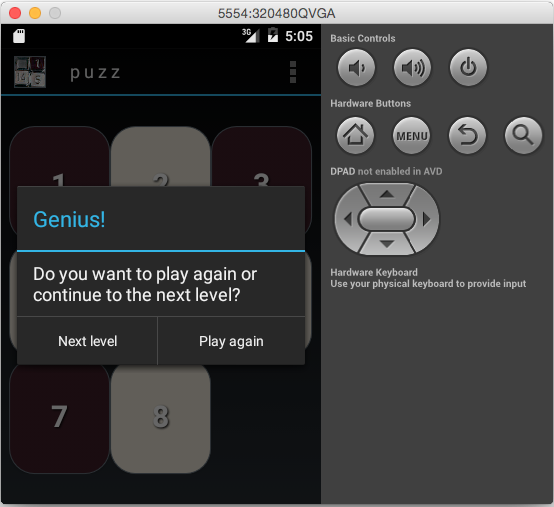 5554:320480QVGA
3G
5:05
puzz
1 2 3
Genius!
Do you want to play again or
continue to the next level?
Next level
Play again
7 8
Basic Controls
Hardware Buttons
MENU
DPAD not enabled in AVD
Hardware Keyboard
Use your physical keyboard to provide input